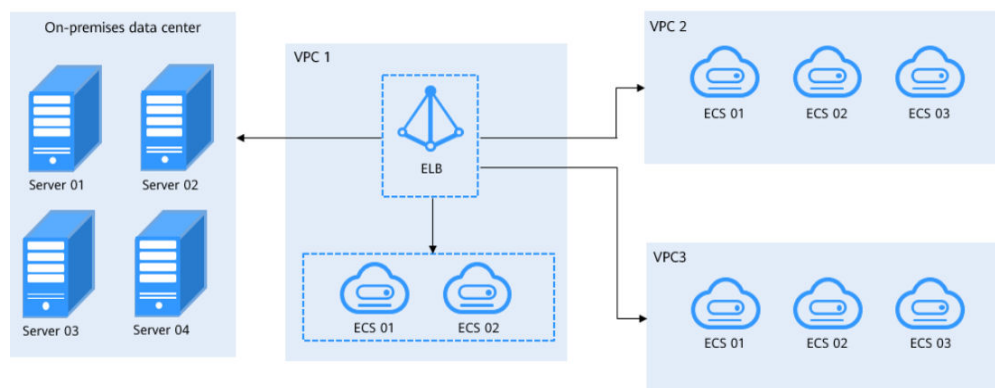 On-premises data center
Server 01
Server 02
Server 03
Server 04
VPC 1
ELB
ECS 01
ECS 02
VPC 2
ECS 01
ECS 02
ECS 03
VPC3
ECS 01
ECS 02
ECS 03